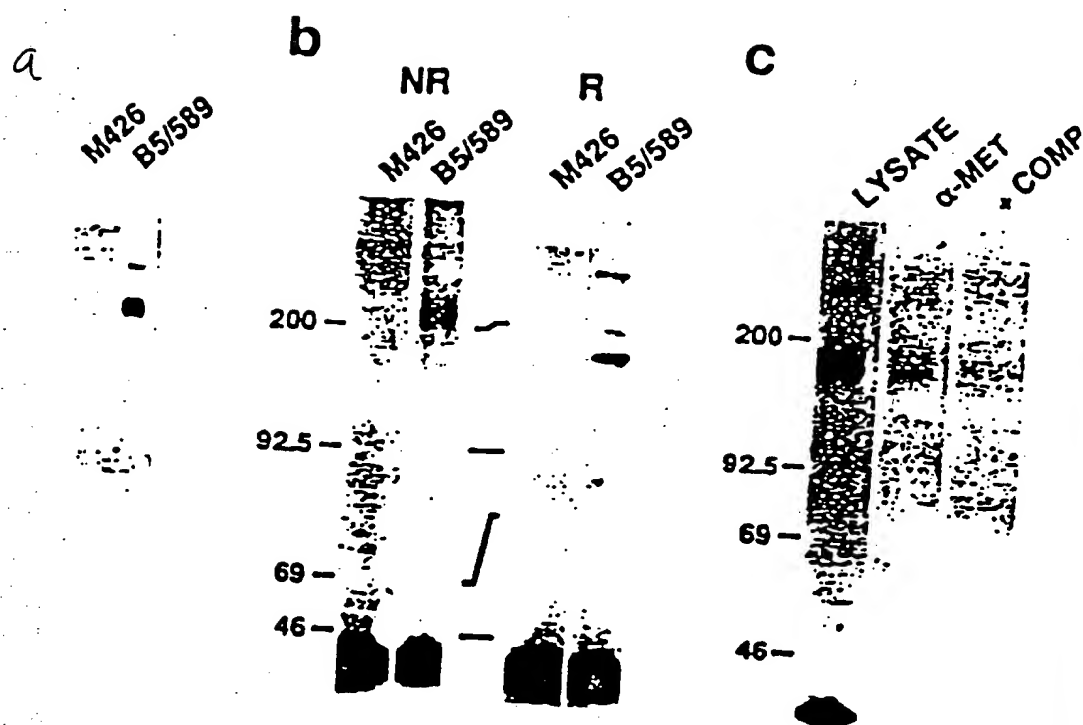 a
M426
B5/589
b
NR
M426
B5/589
R
M426
B5/589
200
92.5
69
46
c
LYSATE
α-MET
+ COMP
200
92.5
69
46